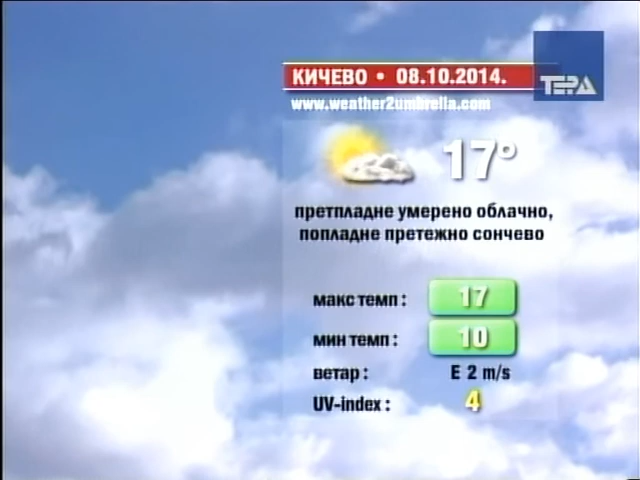 КИЧЕВО • 08.10.2014.
ТЕРА
www.weather2umbrella.com
17°
претпладне умерено облачно,
попладне претежно сончево
макс темп : 17
мин темп : 10
ветар : E 2 m/s
UV-index : 4